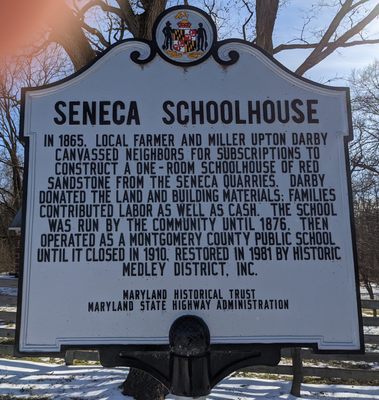 SENECA SCHOOLHOUSE
IN 1865, LOCAL FARMER AND MILLER UPTON DARBY
CANVASSED NEIGHBORS FOR SUBSCRIPTIONS TO
CONSTRUCT A ONE-ROOM SCHOOLHOUSE OF RED
SANDSTONE FROM THE SENECA QUARRIES. DARBY
DONATED THE LAND AND BUILDING MATERIALS; FAMILIES
CONTRIBUTED LABOR AS WELL AS CASH. THE SCHOOL
WAS RUN BY THE COMMUNITY UNTIL 1876, THEN
OPERATED AS A MONTGOMERY COUNTY PUBLIC SCHOOL
UNTIL IT CLOSED IN 1910. RESTORED IN 1981 BY HISTORIC
MEDLEY DISTRICT, INC.
MARYLAND HISTORICAL TRUST
MARYLAND STATE HIGHWAY ADMINISTRATION